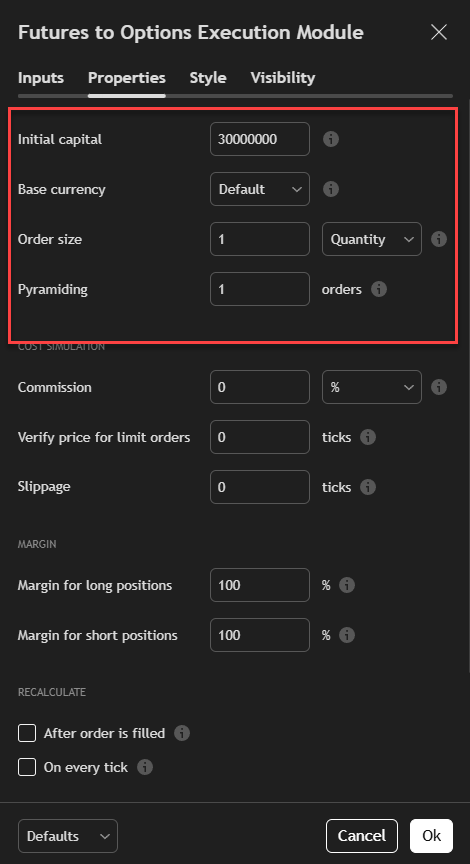 Futures to Options Execution Module
Inputs Properties Style Visibility
Initial capital 30000000
Base currency Default
Order size 1 Quantity
Pyramiding 1 orders
COST SIMULATION
Commission 0 %
Verify price for limit orders 0 ticks
Slippage 0 ticks
MARGIN
Margin for long positions 100 %
Margin for short positions 100 %
RECALCULATE
After order is filled
On every tick
Defaults Cancel Ok